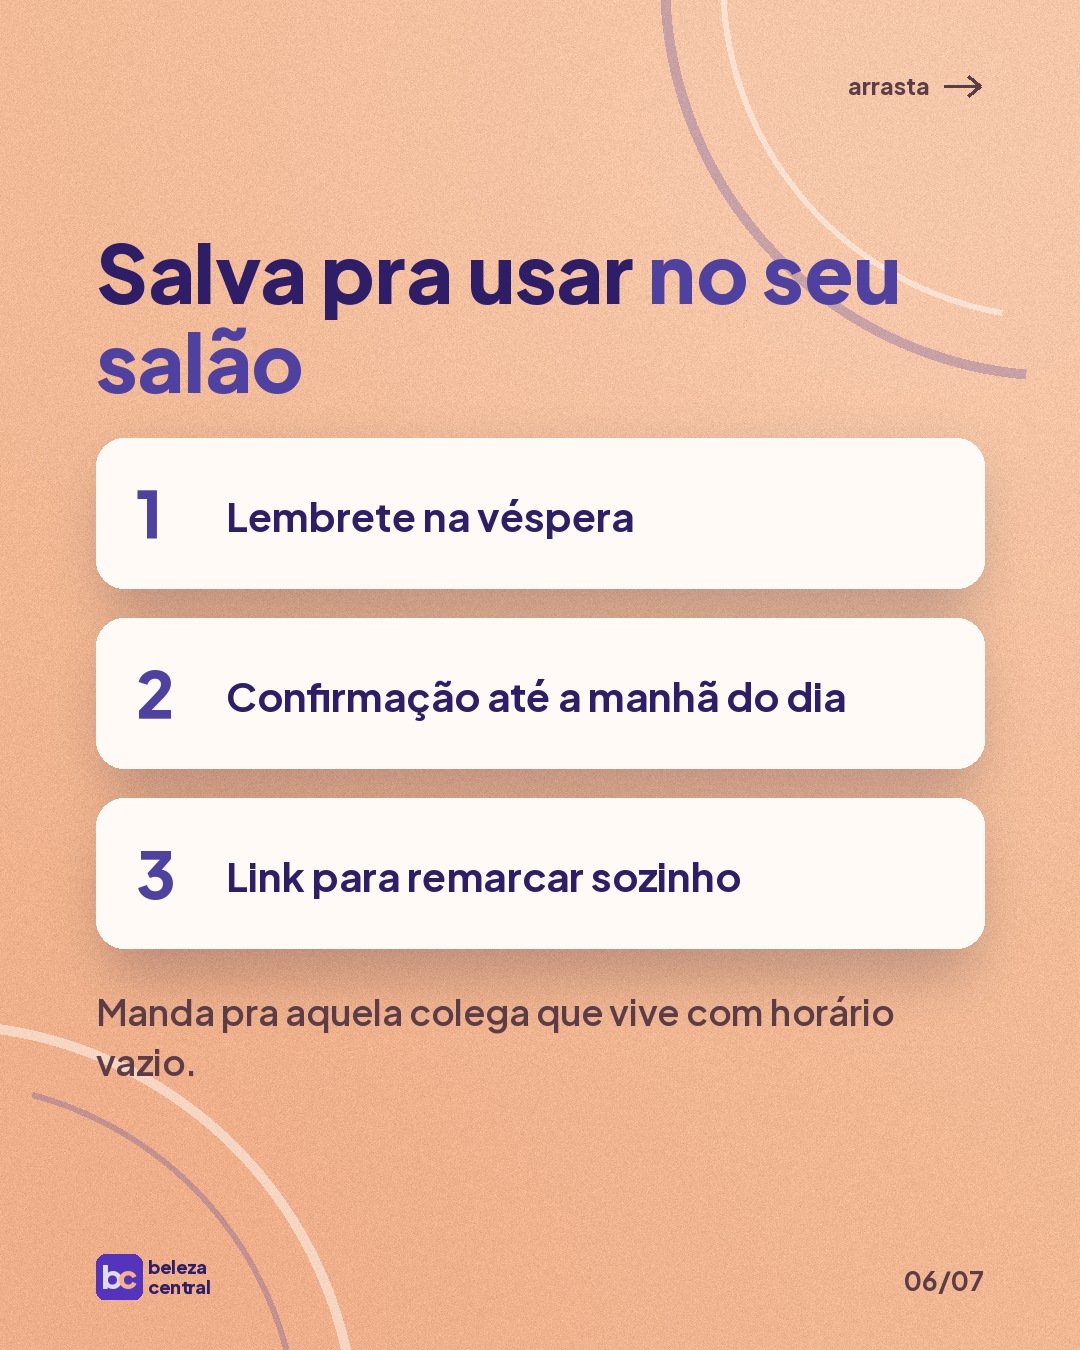 arrasta →
Salva pra usar no seu
salão
1 Lembrete na véspera
2 Confirmação até a manhã do dia
3 Link para remarcar sozinho
Manda pra aquela colega que vive com horário
vazio.
bc beleza
central
06/07